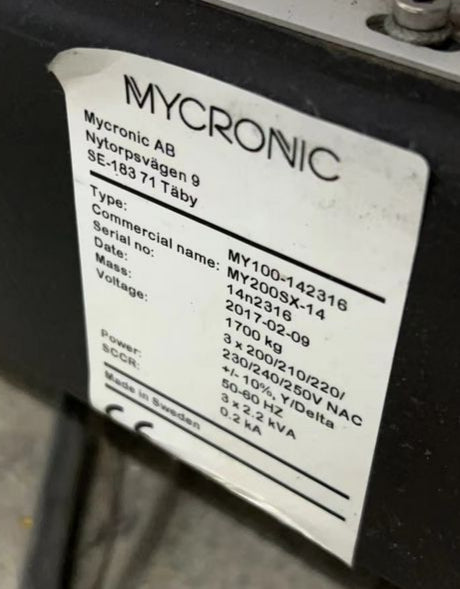 MYCRONIC
Mycronic AB
Nytorpsvägen 9
SE-183 71 Täby
Type: MY100-142316
Commercial name: MY200SX-14
Serial no: 14n2316
Date: 2017-02-09
Mass: 1700 kg
Voltage: 3 x 200/210/220/
230/240/250V NAC
+/- 10%, Y/Delta
50-60 HZ
Power: 3 x 2.2 kVA
SCCR: 0.2 kA
Made in Sweden
CE